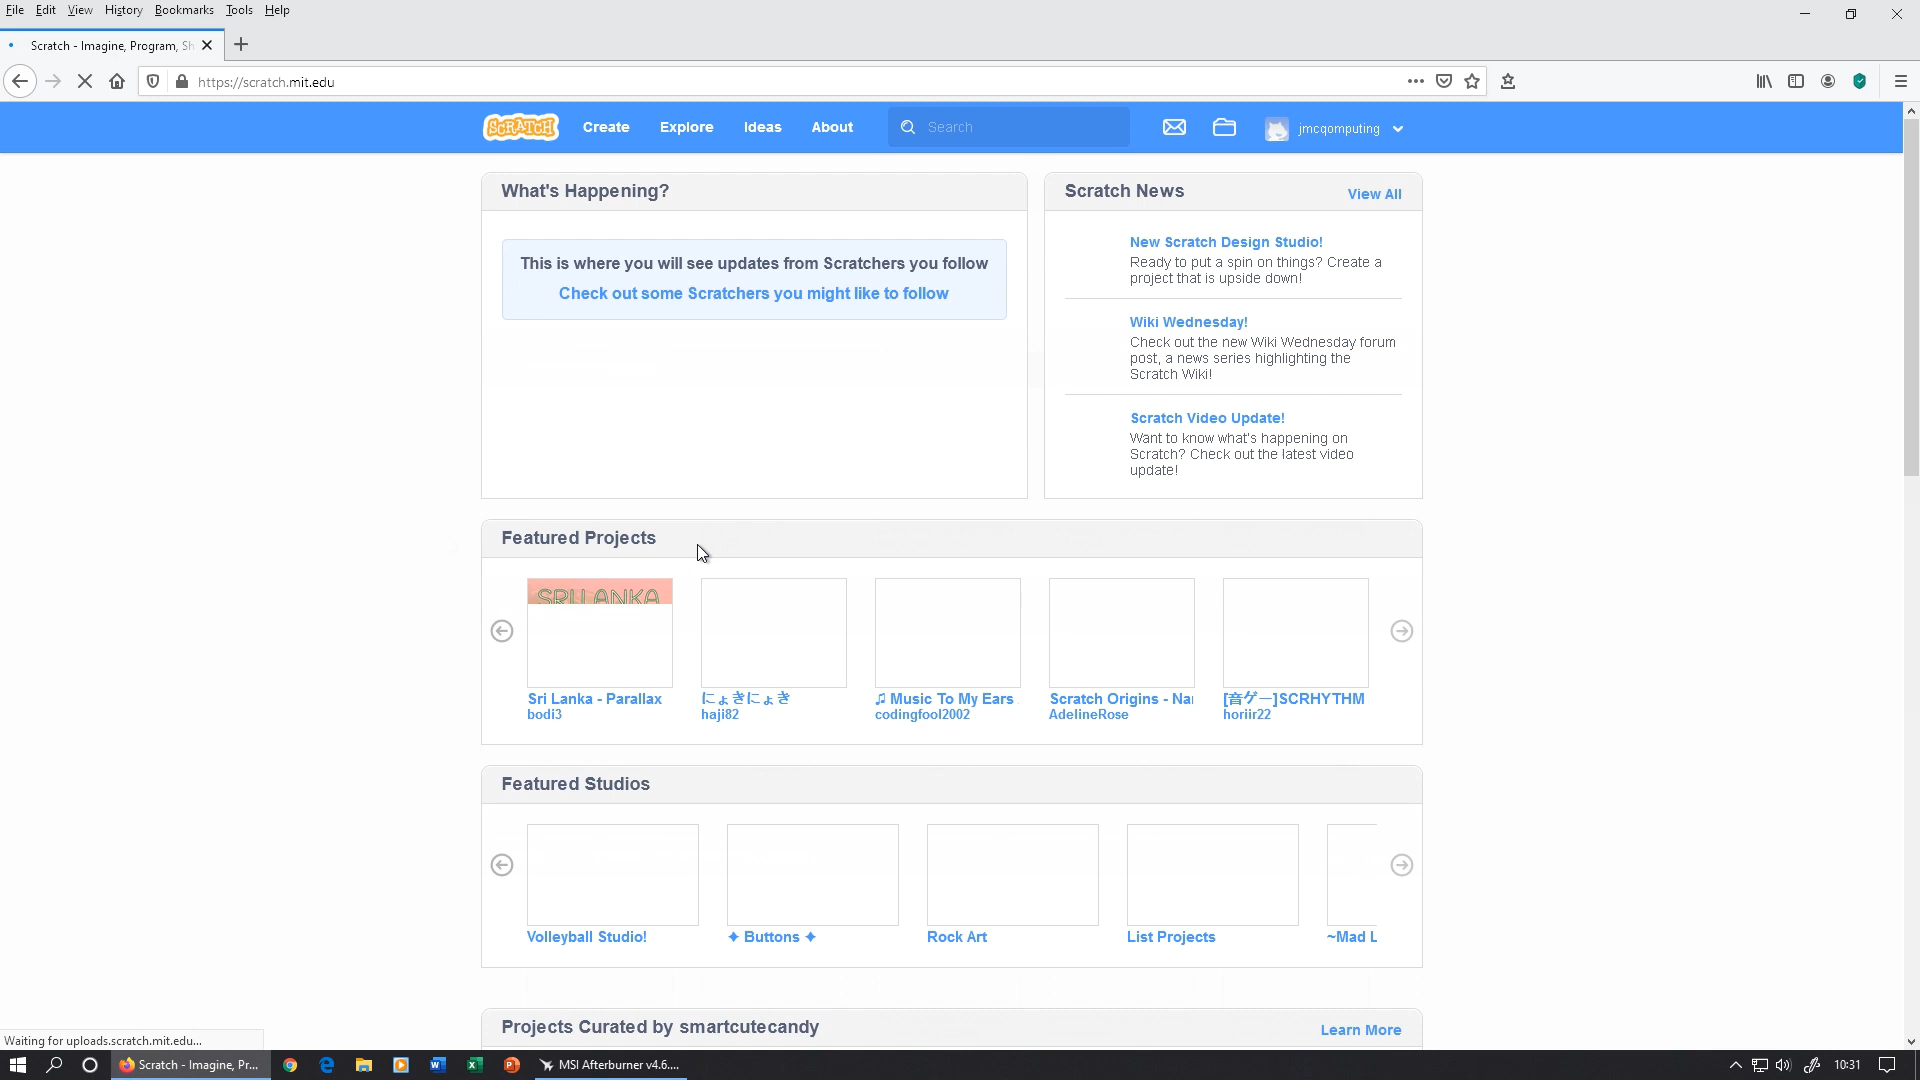 File Edit View History Bookmarks Tools Help
Scratch - Imagine, Program, Sh
https://scratch.mit.edu
SCRATCH Create Explore Ideas About Search jmcqomputing
What's Happening?
This is where you will see updates from Scratchers you follow
Check out some Scratchers you might like to follow
Scratch News View All
New Scratch Design Studio!
Ready to put a spin on things? Create a
project that is upside down!
Wiki Wednesday!
Check out the new Wiki Wednesday forum
post, a news series highlighting the
Scratch Wiki!
Scratch Video Update!
Want to know what's happening on
Scratch? Check out the latest video
update!
Featured Projects
SRI LANKA
Sri Lanka - Parallax にょきにょき ♫ Music To My Ears Scratch Origins - Nar [音ゲー]SCRHYTHM
bodi3 haji82 codingfool2002 AdelineRose horiir22
Featured Studios
Volleyball Studio! ✦ Buttons ✦ Rock Art List Projects ~Mad L
Projects Curated by smartcutecandy Learn More
Waiting for uploads.scratch.mit.edu...
Scratch - Imagine, Pr... MSI Afterburner v4.6.... 10:31